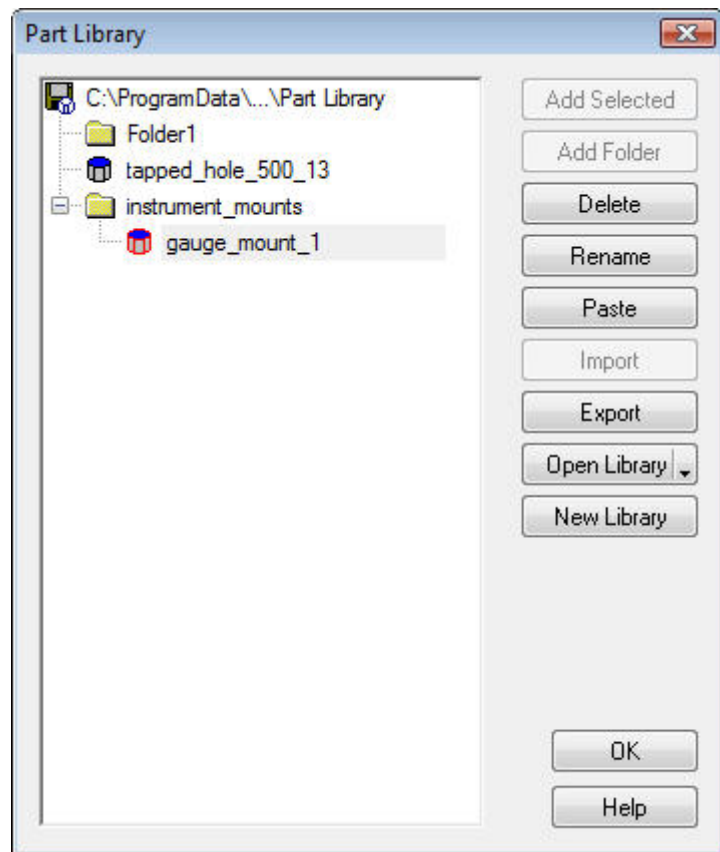 Part Library
C:\ProgramData\...\Part Library
Folder1
tapped_hole_500_13
instrument_mounts
gauge_mount_1
Add Selected
Add Folder
Delete
Rename
Paste
Import
Export
Open Library
New Library
OK
Help